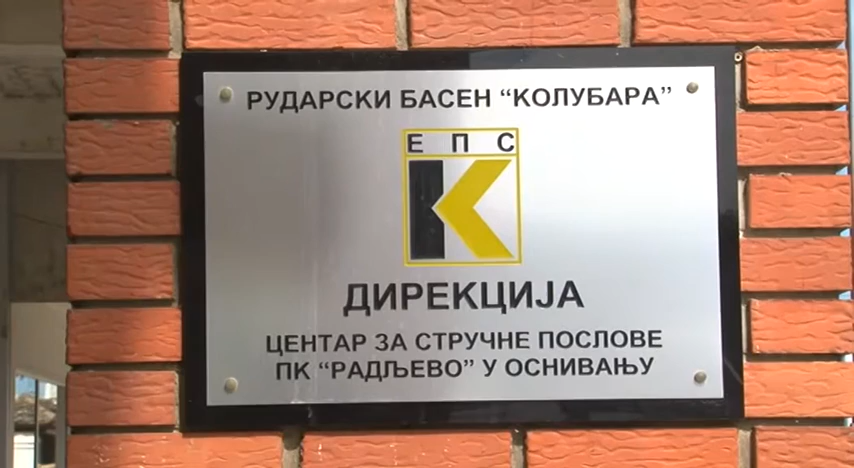 РУДАРСКИ БАСЕН “КОЛУБАРА”
ЕПС
К
ДИРЕКЦИЈА
ЦЕНТАР ЗА СТРУЧНЕ ПОСЛОВЕ
ПК “РАДЉЕВО” У ОСНИВАЊУ